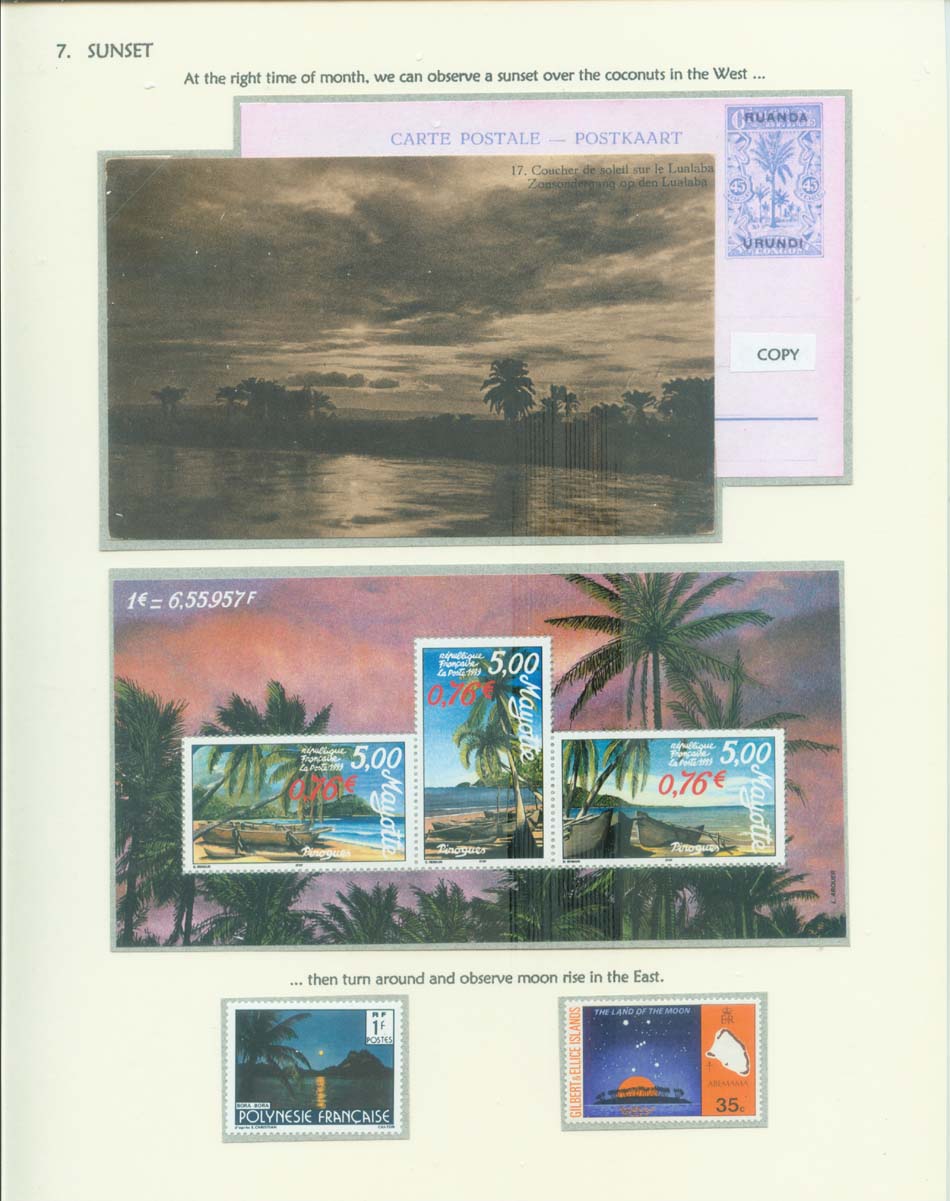 7. SUNSET
At the right time of month, we can observe a sunset over the coconuts in the West ...
CARTE POSTALE — POSTKAART
RUANDA
45 45
URUNDI
17. Coucher de soleil sur le Lualaba
Zonsondergang op den Lualaba
COPY
1€ = 6,55957F
République
Française
La Poste 1999
5,00
0,76€
Mayotte
Pirogues
République
Française
La Poste 1999
5,00
0,76€
Mayotte
Pirogues
République
Française
La Poste 1999
5,00
0,76€
Mayotte
Pirogues
L. ARQUER
... then turn around and observe moon rise in the East.
RF
1F
POSTES
BORA BORA
POLYNESIE FRANÇAISE
d'après E. CHRISTIAN
GILBERT & ELLICE ISLANDS
THE LAND OF THE MOON
E R
ABEMAMA
35c